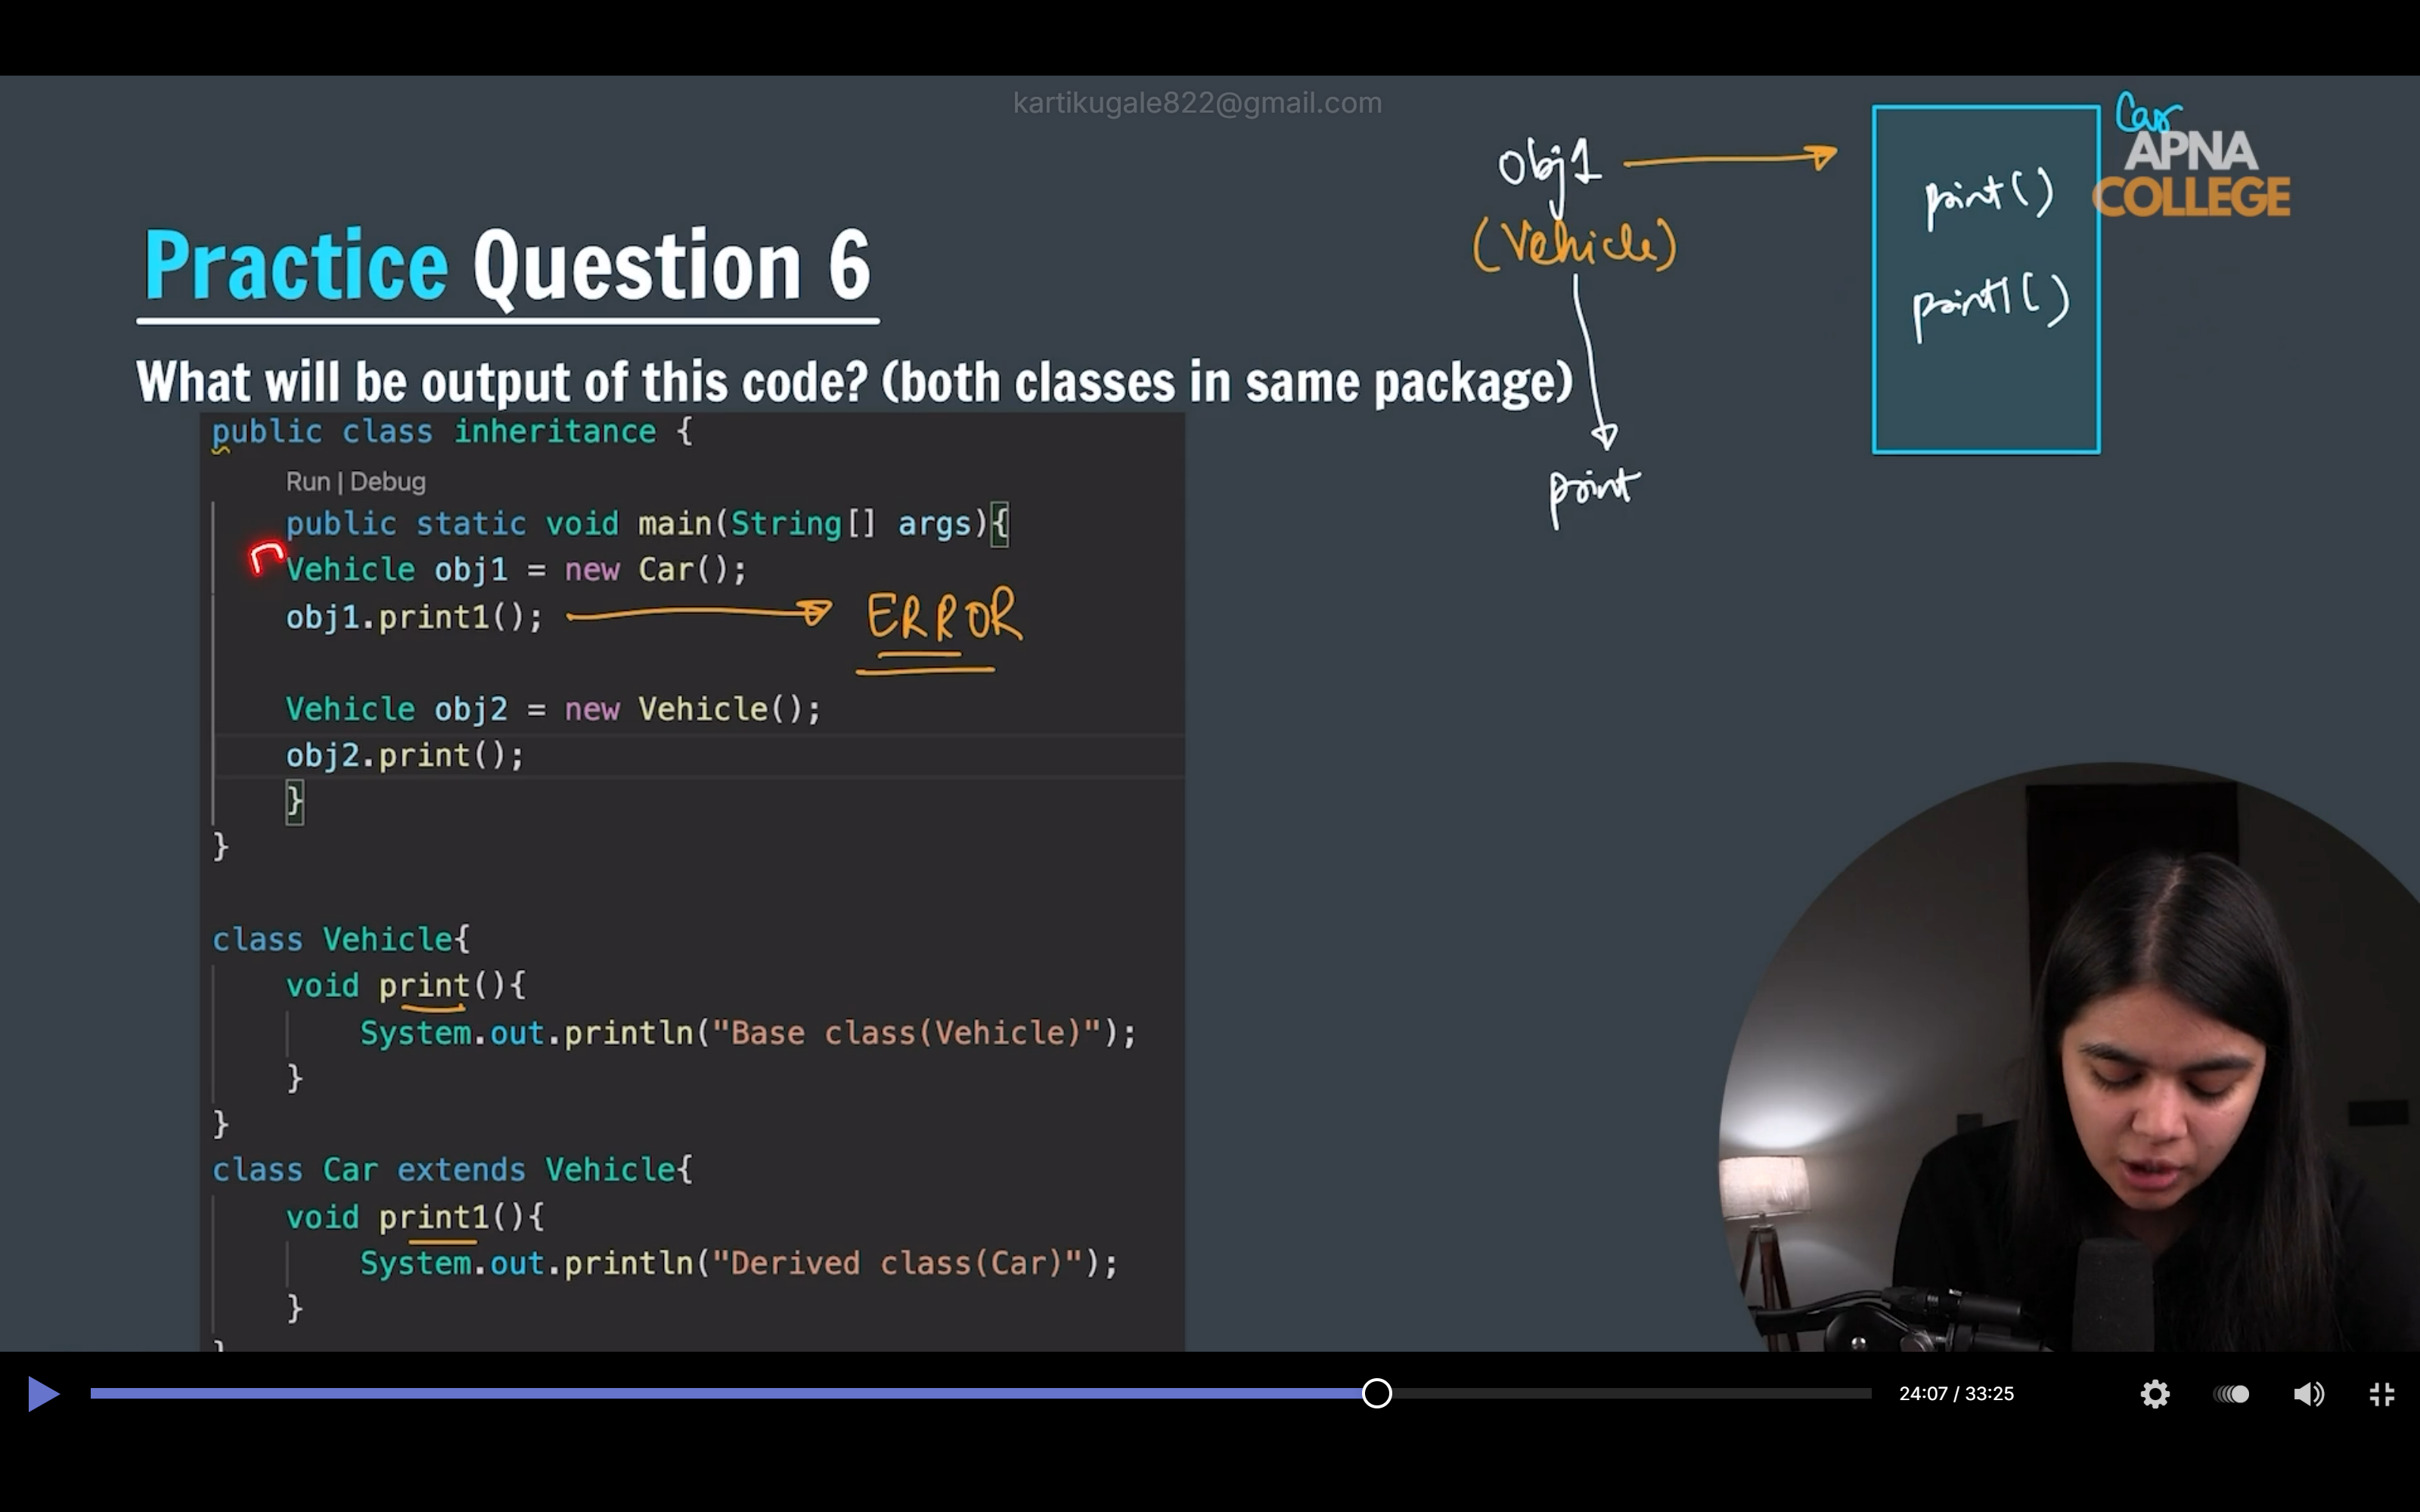 kartikugale822@gmail.com
Car
APNA
COLLEGE
Obj1
(Vehicle)
print()
print1()
print
Practice Question 6
What will be output of this code? (both classes in same package)
public class inheritance {
Run | Debug
public static void main(String[] args){
Vehicle obj1 = new Car();
obj1.print1();
ERROR
Vehicle obj2 = new Vehicle();
obj2.print();
}
}
class Vehicle{
void print(){
System.out.println("Base class(Vehicle)");
}
}
class Car extends Vehicle{
void print1(){
System.out.println("Derived class(Car)");
}
}
24:07 / 33:25